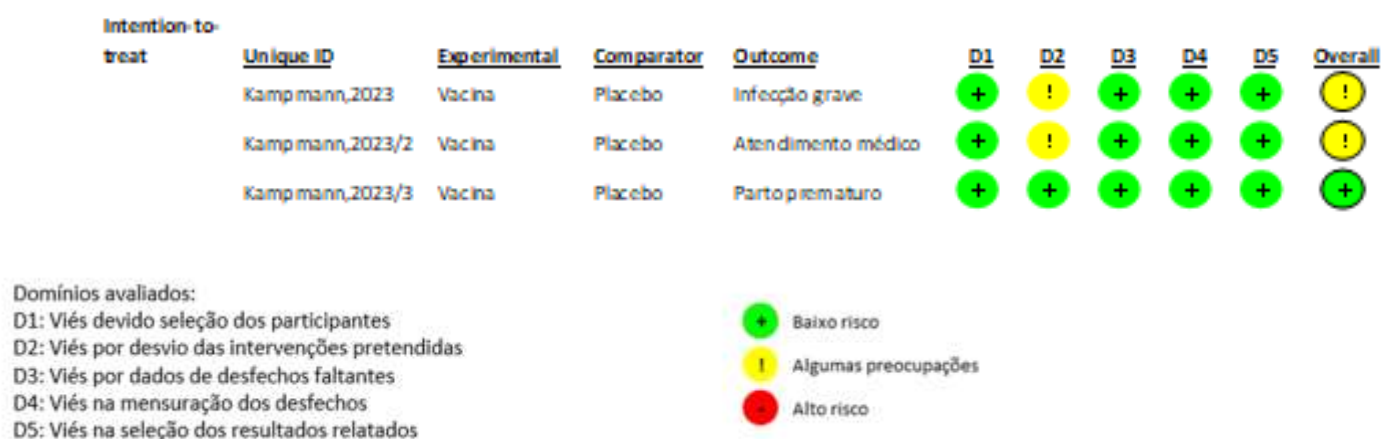 Intention-to-
treat Unique ID Experimental Comparator Outcome D1 D2 D3 D4 D5 Overall
Kampmann,2023 Vacina Placebo Infecção grave + ! + + + !
Kampmann,2023/2 Vacina Placebo Atendimento médico + ! + + + !
Kampmann,2023/3 Vacina Placebo Parto prematuro + + + + + +
Domínios avaliados:
D1: Viés devido seleção dos participantes
D2: Viés por desvio das intervenções pretendidas
D3: Viés por dados de desfechos faltantes
D4: Viés na mensuração dos desfechos
D5: Viés na seleção dos resultados relatados
+ Baixo risco
! Algumas preocupações
- Alto risco